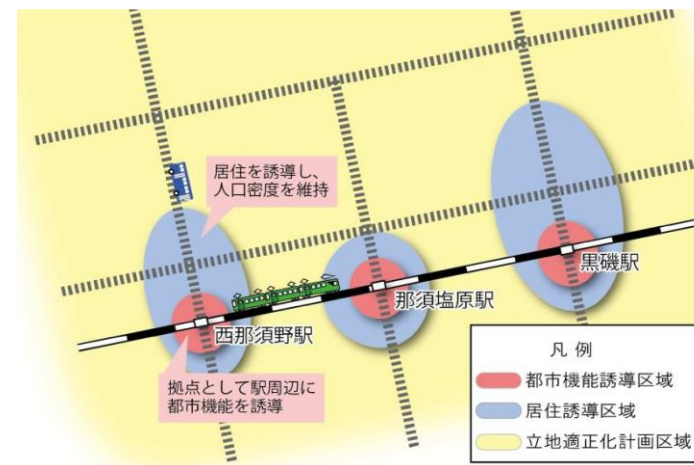 居住を誘導し、
人口密度を維持
黒磯駅
那須塩原駅
西那須野駅
拠点として駅周辺に
都市機能を誘導
凡 例
都市機能誘導区域
居住誘導区域
立地適正化計画区域